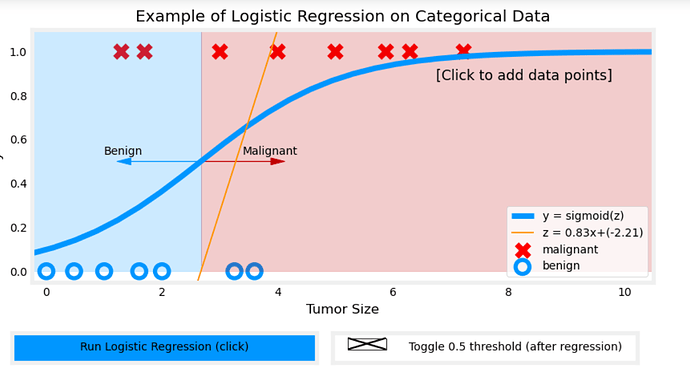 Example of Logistic Regression on Categorical Data
1.0
[Click to add data points]
0.8
0.6
Benign
Malignant
0.4
0.2
0.0
y = sigmoid(z)
z = 0.83x+(-2.21)
malignant
benign
0 2 4 6 8 10
Tumor Size
Run Logistic Regression (click)
Toggle 0.5 threshold (after regression)